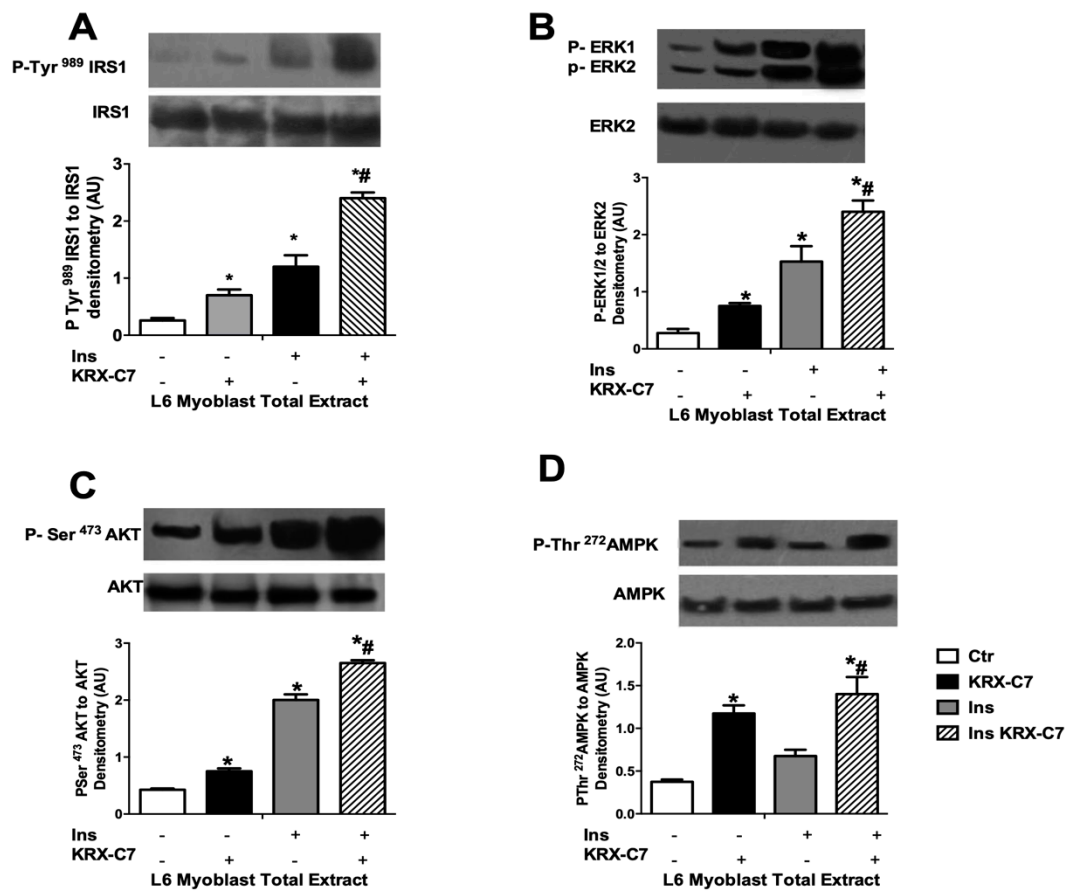 A
P-Tyr 989 IRS1
IRS1
P Tyr 989 IRS1 to IRS1
densitometry (AU)
3
2
1
0
*
*
*#
Ins - - + +
KRX-C7 - + - +
L6 Myoblast Total Extract
B
P- ERK1
p- ERK2
ERK2
P-ERK1/2 to ERK2
Densitometry (AU)
3
2
1
0
*
*
*#
Ins - - + +
KRX-C7 - + - +
L6 Myoblast Total Extract
C
P- Ser 473 AKT
AKT
PSer 473 AKT to AKT
Densitometry (AU)
3
2
1
0
*
*
*#
Ins - - + +
KRX-C7 - + - +
L6 Myoblast Total Extract
D
P-Thr 272AMPK
AMPK
PThr 272AMPK to AMPK
Densitometry (AU)
2.0
1.5
1.0
0.5
0.0
*
*#
Ins - - + +
KRX-C7 - + - +
L6 Myoblast Total Extract
Ctr
KRX-C7
Ins
Ins KRX-C7